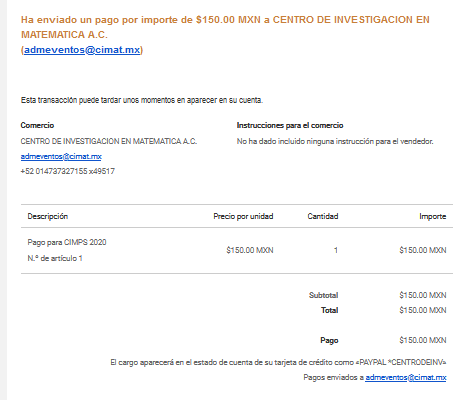 Ha enviado un pago por importe de $150.00 MXN a CENTRO DE INVESTIGACION EN
MATEMATICA A.C.
(admeventos@cimat.mx)
Esta transacción puede tardar unos momentos en aparecer en su cuenta.
Comercio
CENTRO DE INVESTIGACION EN MATEMATICA A.C.
admeventos@cimat.mx
+52 014737327155 x49517
Instrucciones para el comercio
No ha dado incluido ninguna instrucción para el vendedor.
Descripción Precio por unidad Cantidad Importe
Pago para CIMPS 2020
N.º de artículo 1
$150.00 MXN 1 $150.00 MXN
Subtotal $150.00 MXN
Total $150.00 MXN
Pago $150.00 MXN
El cargo aparecerá en el estado de cuenta de su tarjeta de crédito como «PAYPAL *CENTRODEINV»
Pagos enviados a admeventos@cimat.mx